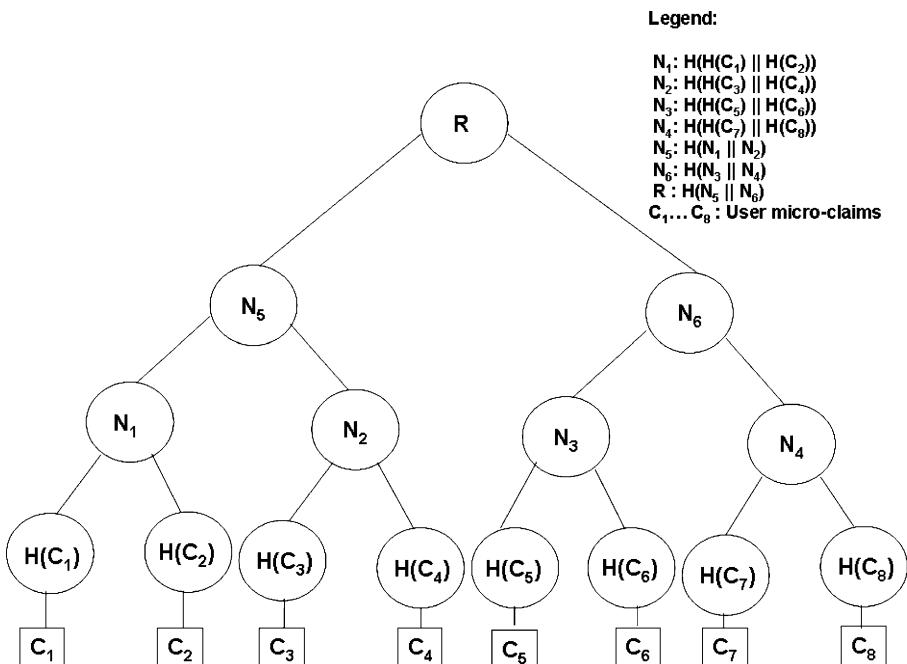 Legend:
N₁: H(H(C₁) || H(C₂))
N₂: H(H(C₃) || H(C₄))
N₃: H(H(C₅) || H(C₆))
N₄: H(H(C₇) || H(C₈))
N₅: H(N₁ || N₂)
N₆: H(N₃ || N₄)
R : H(N₅ || N₆)
C₁... C₈ : User micro-claims
R
N₅ N₆
N₁ N₂ N₃ N₄
H(C₁) H(C₂) H(C₃) H(C₄) H(C₅) H(C₆) H(C₇) H(C₈)
C₁ C₂ C₃ C₄ C₅ C₆ C₇ C₈